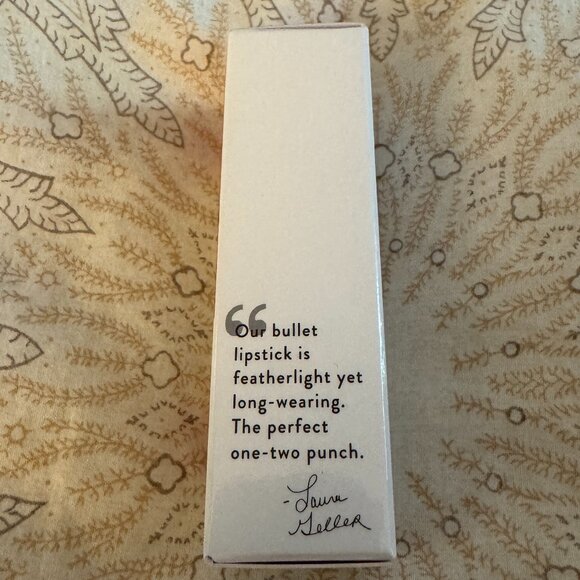 “Our bullet
lipstick is
featherlight yet
long-wearing.
The perfect
one-two punch.
-Laura
Geller